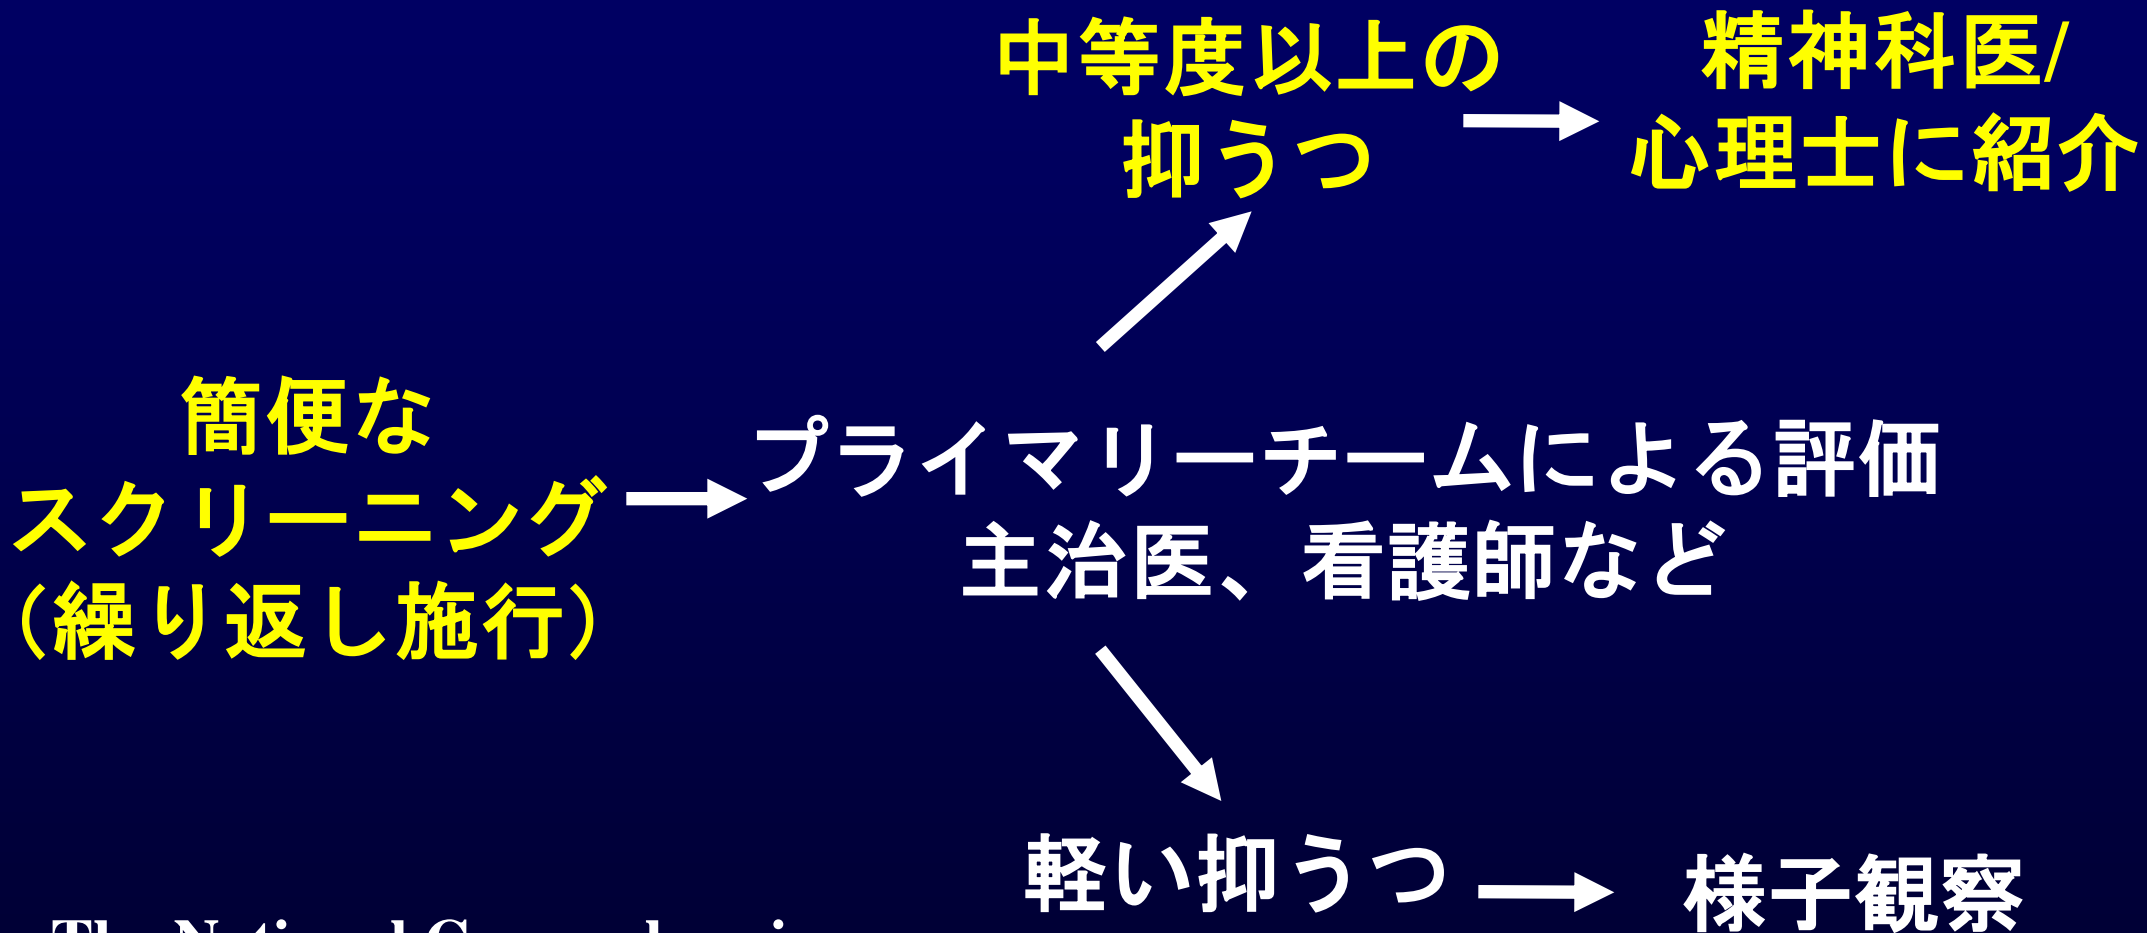 中等度以上の
抑うつ
精神科医/
心理士に紹介
簡便な
スクリーニング
（繰り返し施行）
プライマリーチームによる評価
主治医、看護師など
軽い抑うつ
様子観察
The National